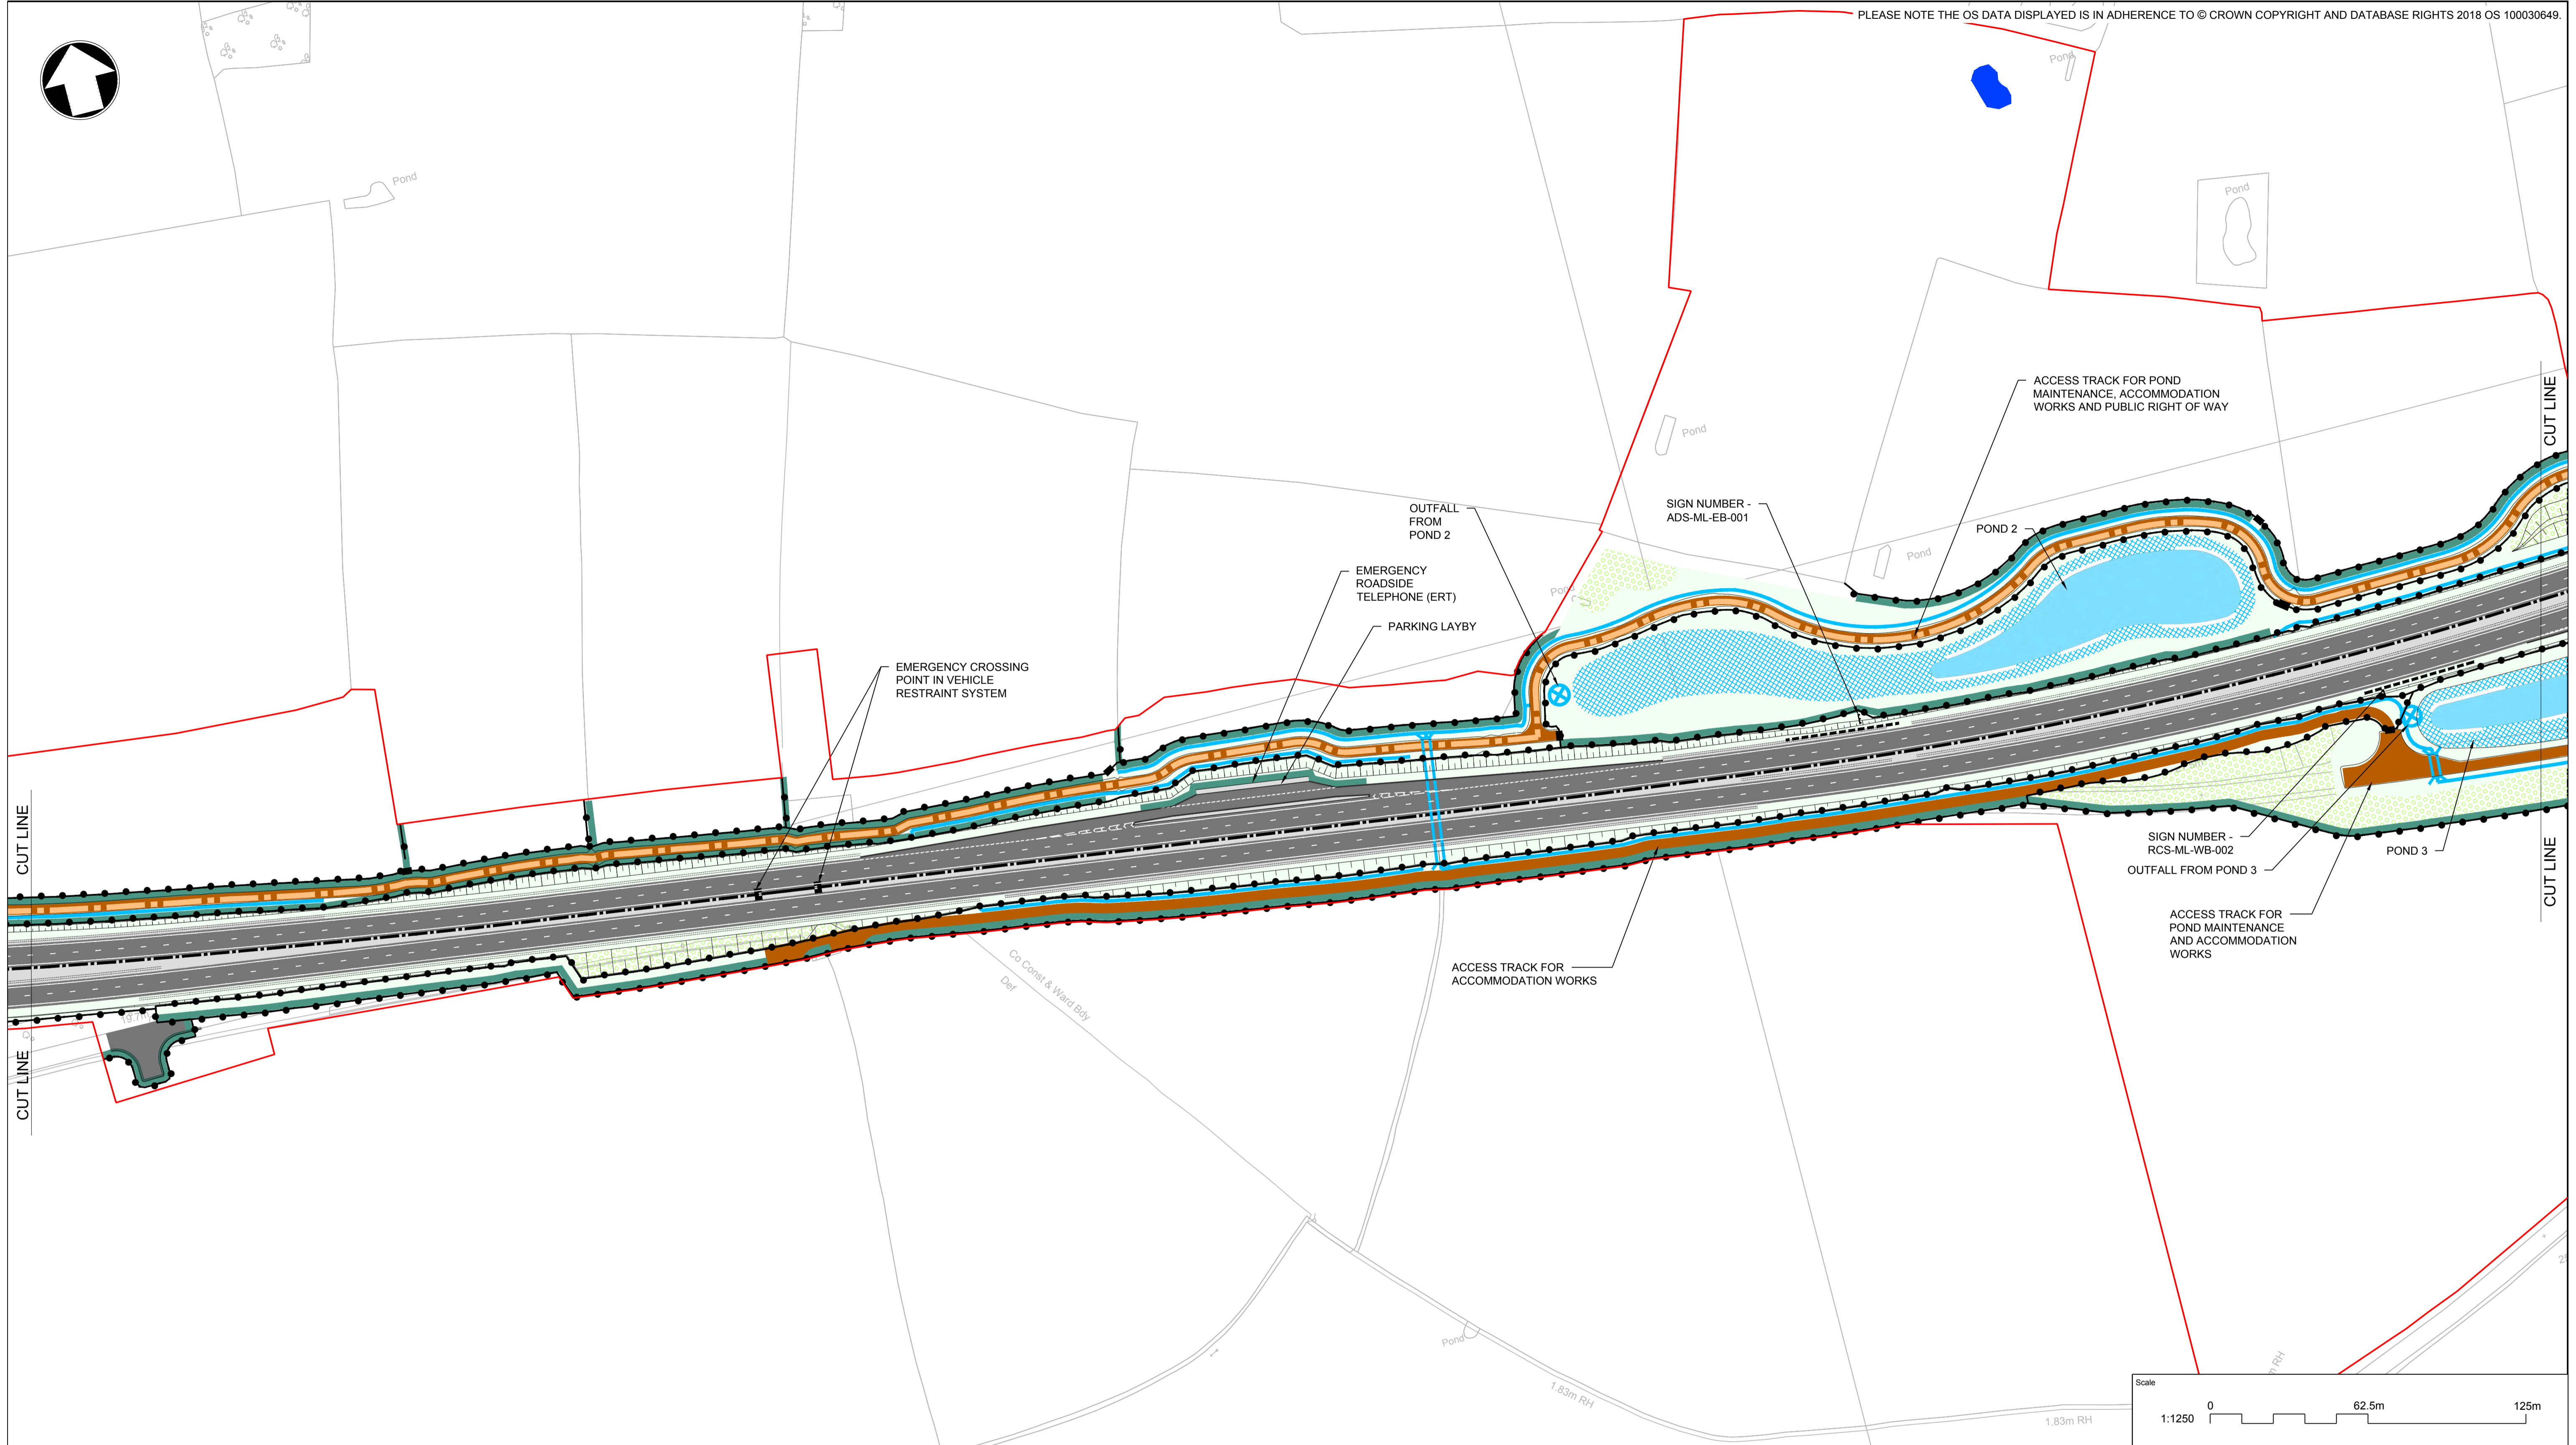 PLEASE NOTE THE OS DATA DISPLAYED IS IN ADHERENCE TO © CROWN COPYRIGHT AND DATABASE RIGHTS 2018 OS 100030649.
Pond
Pond
Pond
ACCESS TRACK FOR POND
MAINTENANCE, ACCOMMODATION
WORKS AND PUBLIC RIGHT OF WAY
CUT LINE
Pond
SIGN NUMBER -
ADS-ML-EB-001
OUTFALL
FROM
POND 2
POND 2
Pond
EMERGENCY
ROADSIDE
TELEPHONE (ERT)
Pond
PARKING LAYBY
EMERGENCY CROSSING
POINT IN VEHICLE
RESTRAINT SYSTEM
CUT LINE
SIGN NUMBER -
RCS-ML-WB-002
POND 3
OUTFALL FROM POND 3
CUT LINE
ACCESS TRACK FOR
POND MAINTENANCE
AND ACCOMMODATION
WORKS
ACCESS TRACK FOR
ACCOMMODATION WORKS
Co Const & Ward Bdy
Def
CUT LINE
Pond
1.83m RH
1.83m RH
m RH
Scale
1:1250
0
62.5m
125m